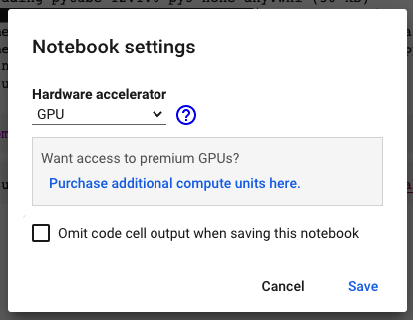 Notebook settings
Hardware accelerator
GPU
?
Want access to premium GPUs?
Purchase additional compute units here.
Omit code cell output when saving this notebook
Cancel
Save